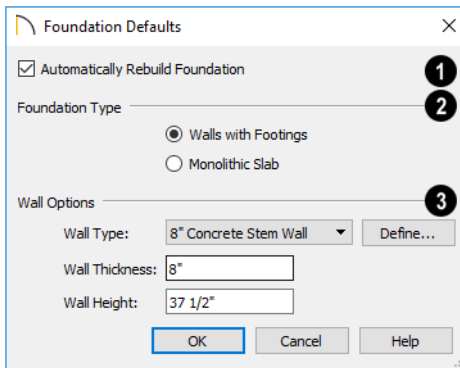 Foundation Defaults
Automatically Rebuild Foundation 1
Foundation Type 2
Walls with Footings
Monolithic Slab
Wall Options 3
Wall Type: 8" Concrete Stem Wall Define...
Wall Thickness: 8"
Wall Height: 37 1/2"
OK Cancel Help